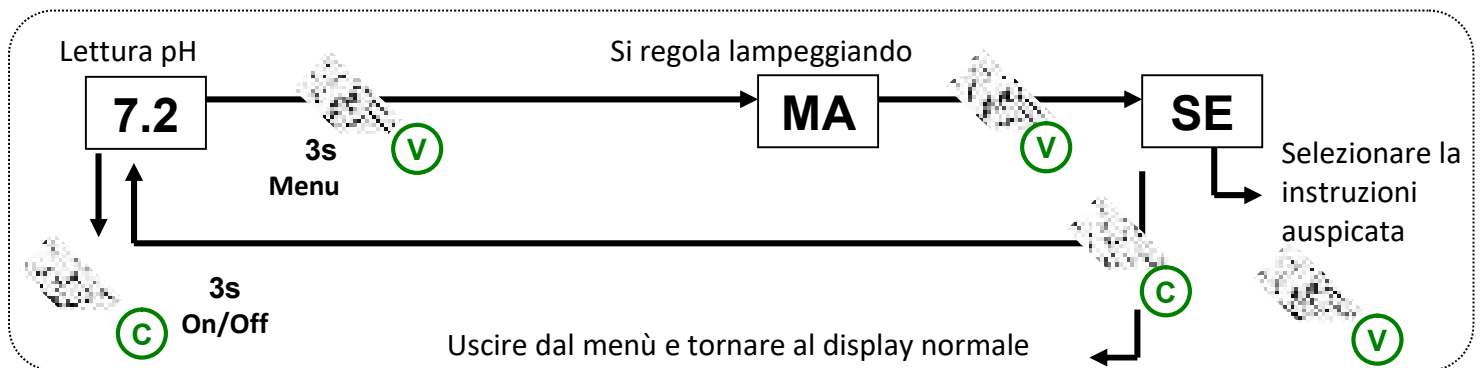 Lettura pH
Si regola lampeggiando
7.2
MA
SE
3s
Menu
V
V
Selezionare la
instruzioni
auspicata
3s
On/Off
C
C
V
Uscire dal menù e tornare al display normale